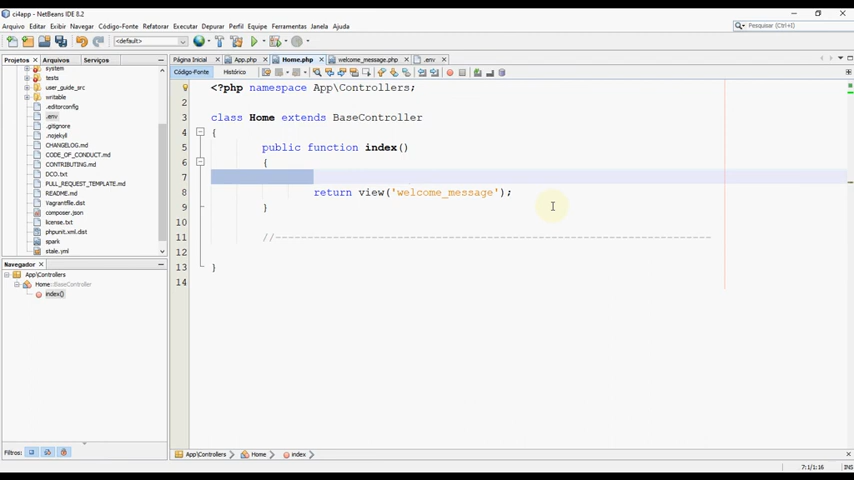 ci4app - NetBeans IDE 8.2
Arquivo Editar Exibir Navegar Código-Fonte Refatorar Executar Depurar Perfil Equipe Ferramentas Janela Ajuda
Pesquisar (Ctrl+I)
<default>
Projetos Arquivos Serviços
Página Inicial App.php Home.php welcome_message.php .env
Código-Fonte Histórico
system
tests
user_guide_src
writable
.editorconfig
.env
.gitignore
.nojekyll
CHANGELOG.md
CODE_OF_CONDUCT.md
CONTRIBUTING.md
DCO.txt
PULL_REQUEST_TEMPLATE.md
README.md
Vagrantfile.dist
composer.json
license.txt
phpunit.xml.dist
spark
stale.yml
Navegador
App\Controllers
Home::BaseController
index()
Filtros:
1 <?php namespace App\Controllers;
2
3 class Home extends BaseController
4 {
5 public function index()
6 {
7
8 return view('welcome_message');
9 }
10
11 //----------------------------------------------------------------
12
13 }
14
App\Controllers Home index
7:1/1:16 INS